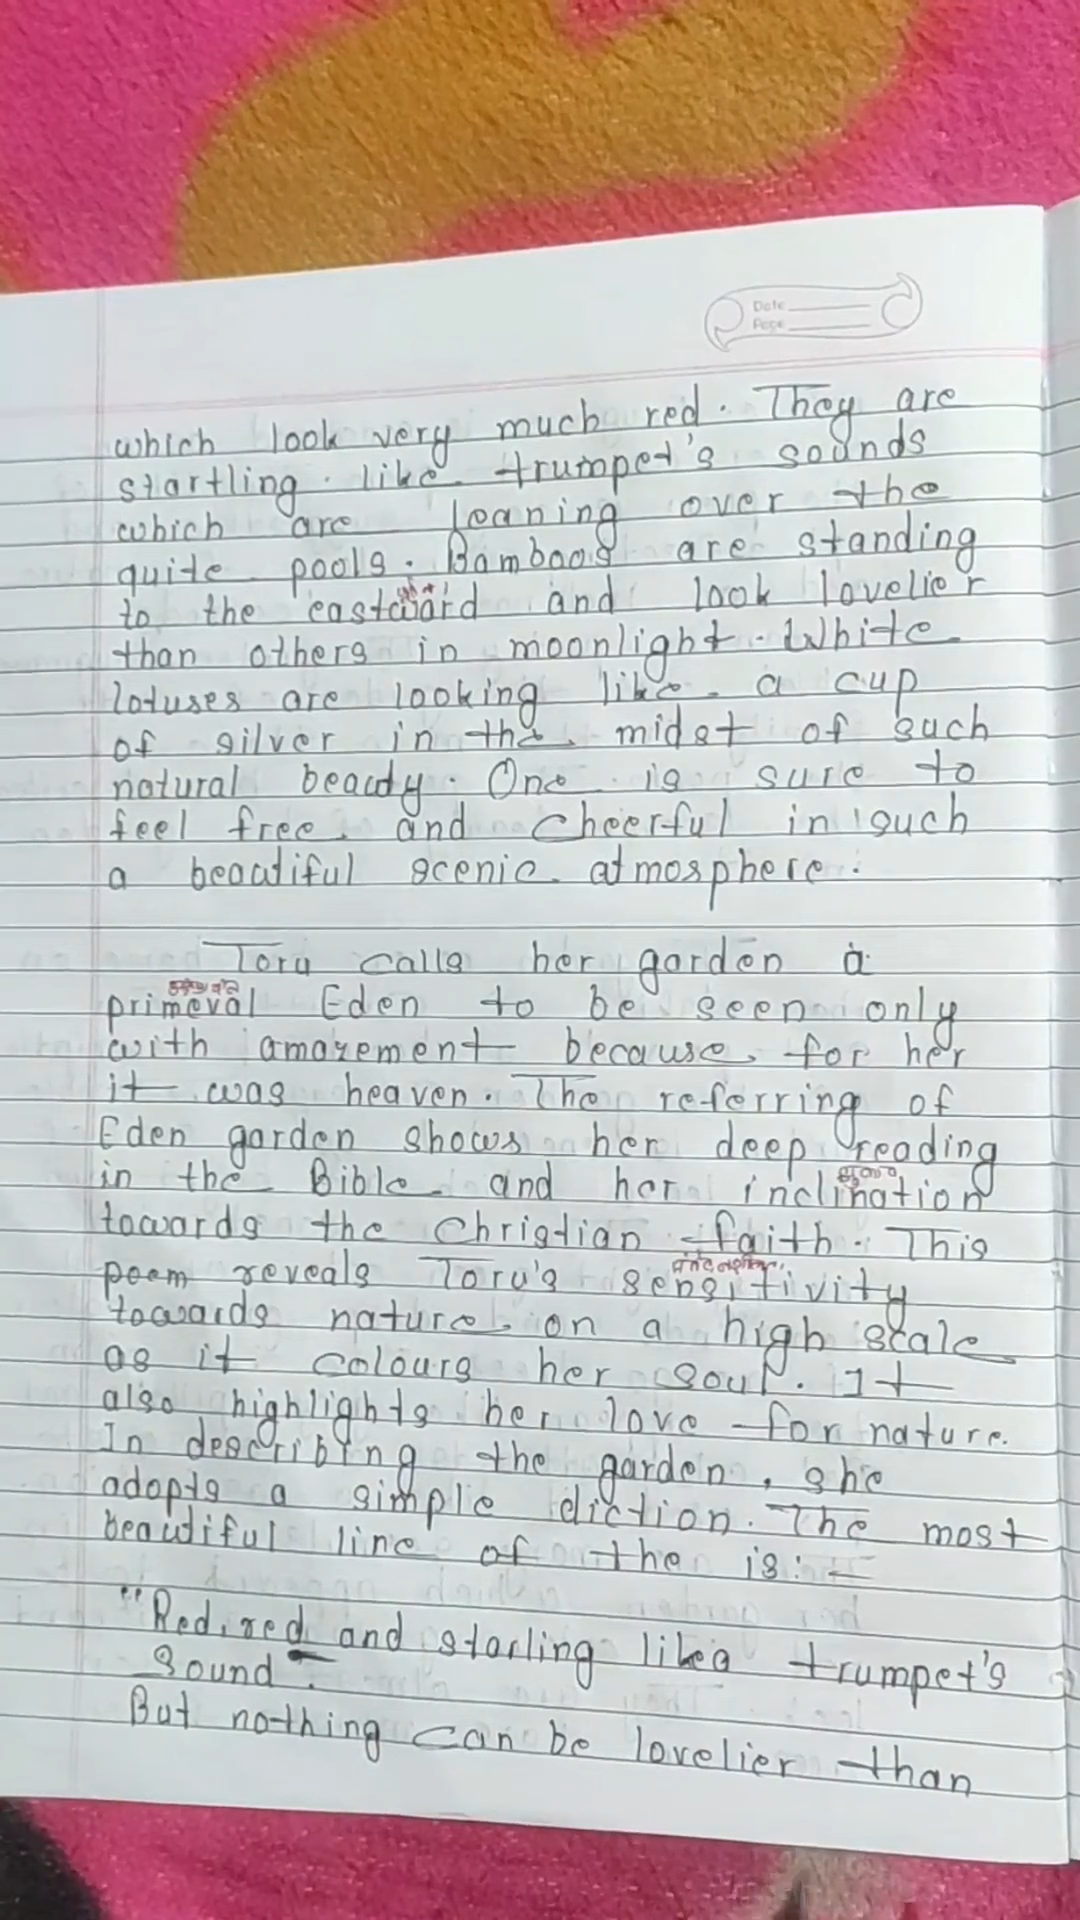 Date
Page
which look very much red. They are
startling like trumpet's sounds
which are leaning over the
quite pools. Bamboos are standing
to the eastward and look lovelier
than others in moonlight. White
lotuses are looking like a cup
of silver in the midst of such
natural beauty. One is sure to
feel free and cheerful in such
a beautiful scenic atmosphere.
Toru calls her garden a
primeval Eden to be seen only
with amazement because for her
it was heaven. The referring of
Eden garden shows her deep reading
in the Bible and her inclination
झुकाव
towards the Christian faith. This
poem reveals Toru's sensitivity
towards nature on a high scale
as it colours her soul. It
also highlights her love for nature.
In describing the garden, she
adopts a simple diction. The most
beautiful line of the is:-
"Red, red and starling like a trumpet's
sound.
But nothing can be lovelier than